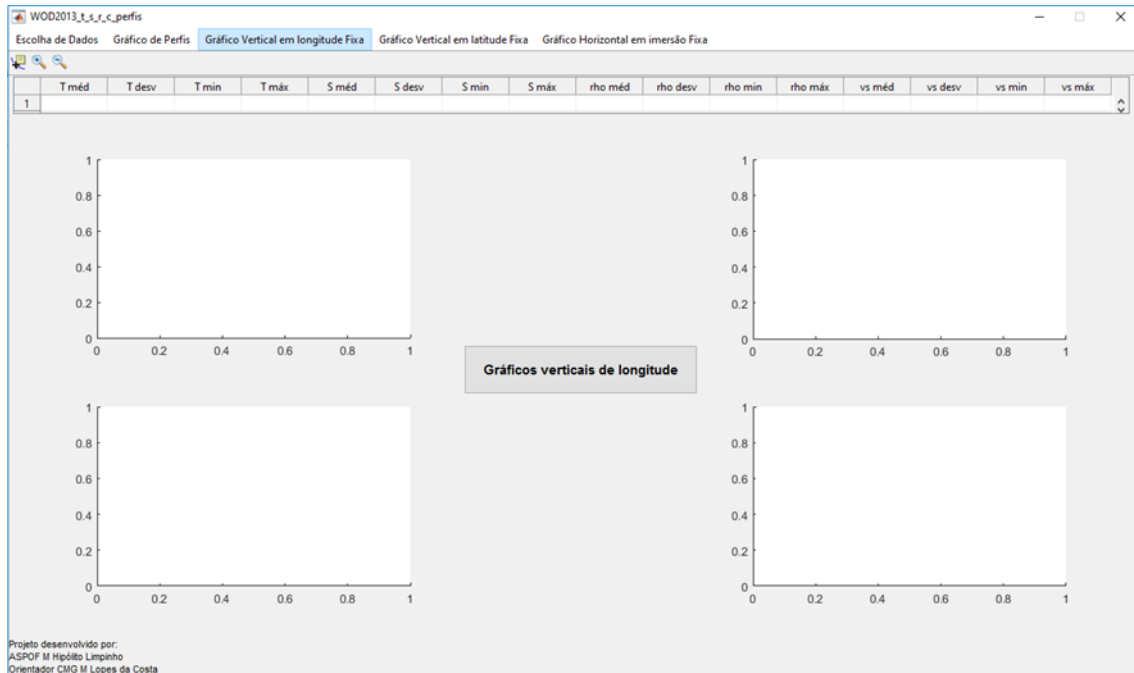 WOD2013_t_s_r_c_perfis
Escolha de Dados Gráfico de Perfis Gráfico Vertical em longitude Fixa Gráfico Vertical em latitude Fixa Gráfico Horizontal em imersão Fixa
T méd T desv T min T máx S méd S desv S min S máx rho méd rho desv rho min rho máx vs méd vs desv vs min vs máx
1
1
0.8
0.6
0.4
0.2
0
0 0.2 0.4 0.6 0.8 1
1
0.8
0.6
0.4
0.2
0
0 0.2 0.4 0.6 0.8 1
Gráficos verticais de longitude
1
0.8
0.6
0.4
0.2
0
0 0.2 0.4 0.6 0.8 1
1
0.8
0.6
0.4
0.2
0
0 0.2 0.4 0.6 0.8 1
Projeto desenvolvido por:
ASPOF M Hipólito Limpinho
Orientador CMG M Lopes da Costa